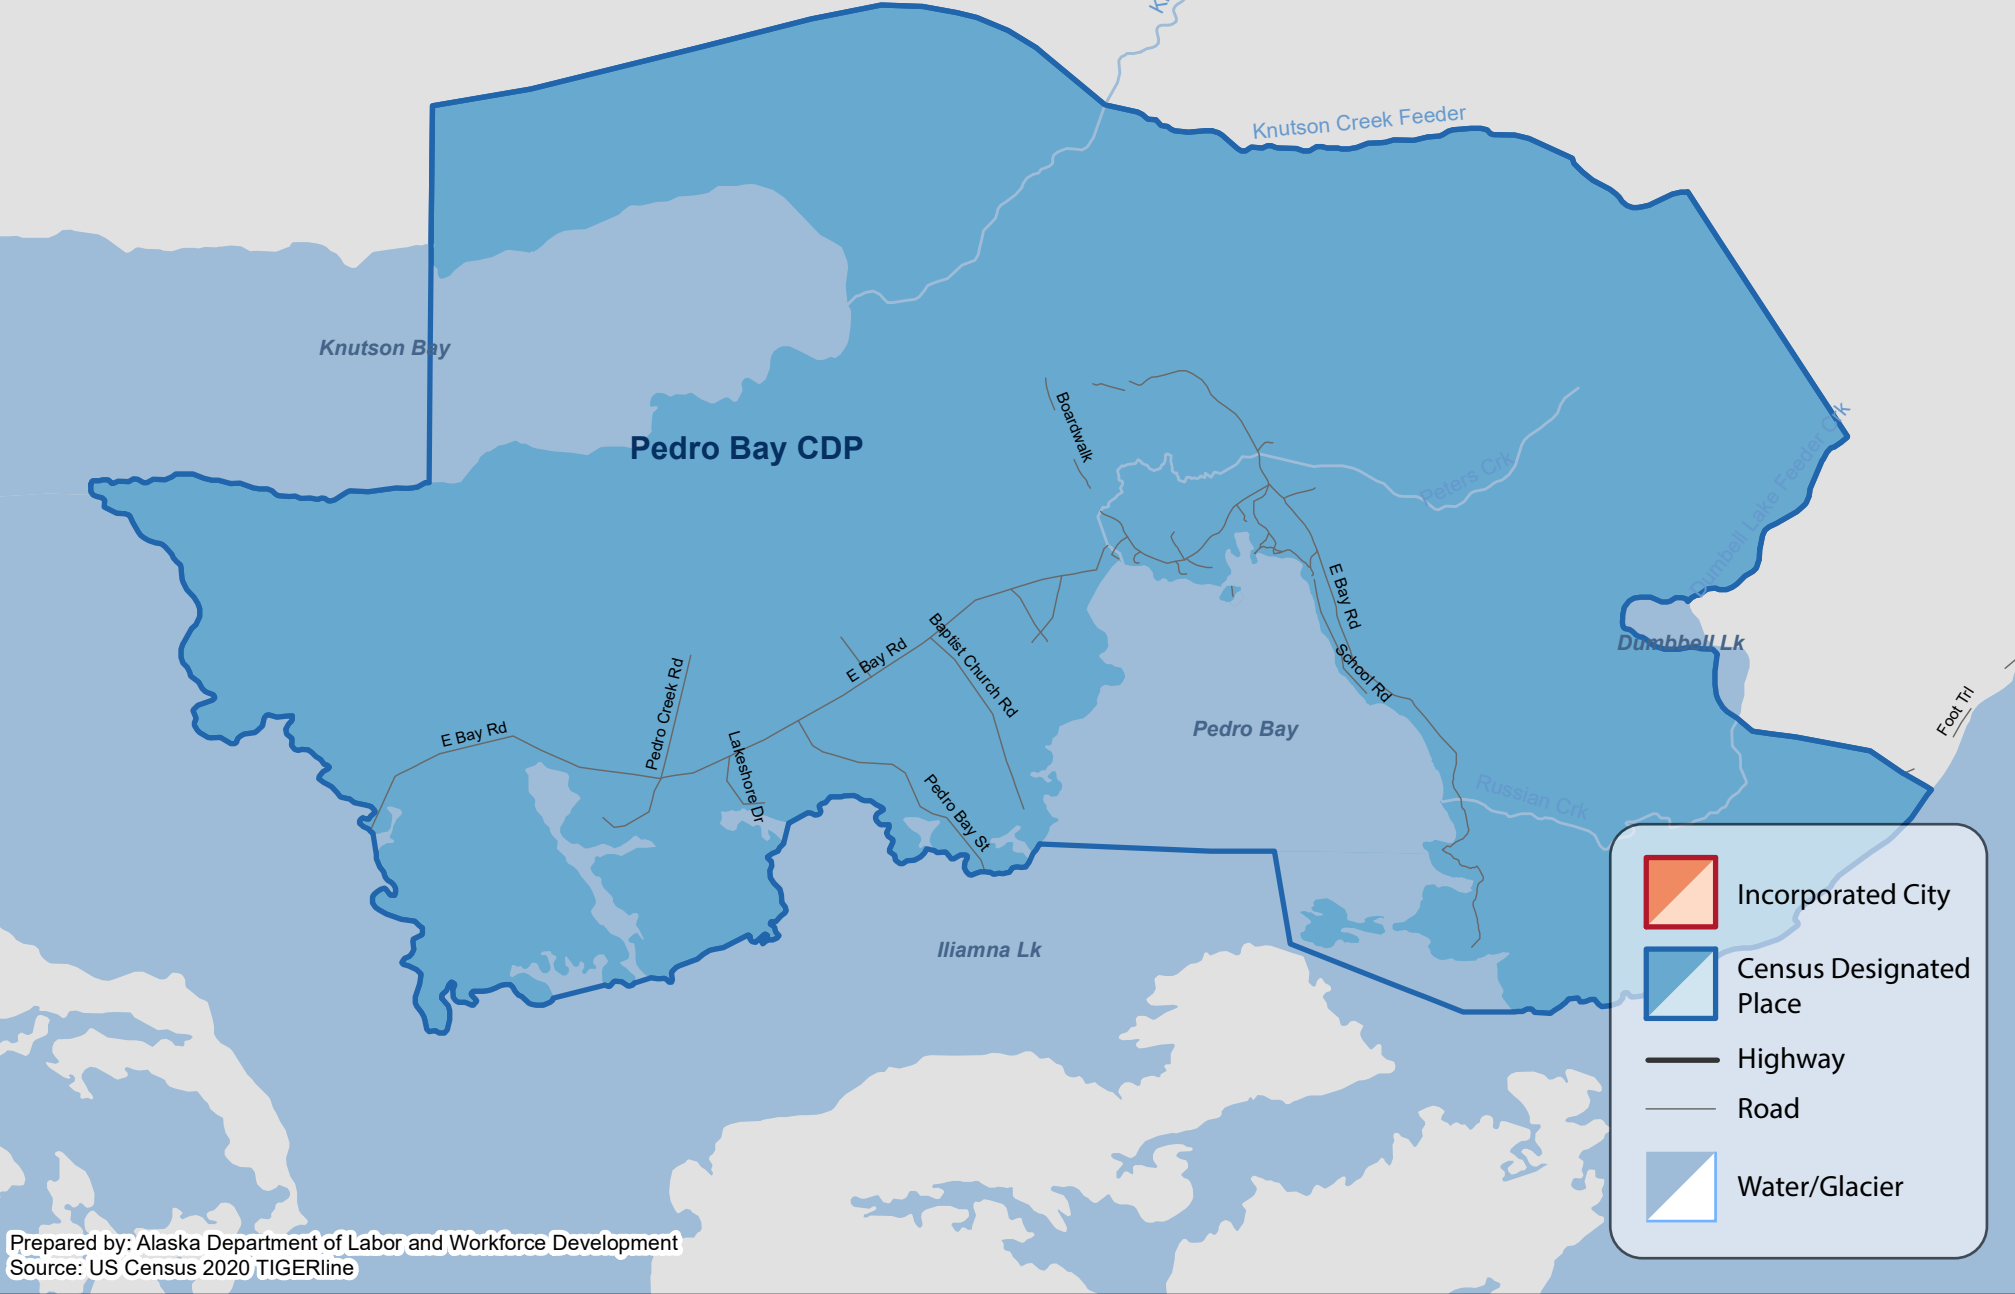 Knutson Creek Feeder
Knutson Bay
Pedro Bay CDP
Boardwalk
Peters Crk
Dumbell Lake Feeder Crk
Dumbbell Lk
E Bay Rd
School Rd
Baptist Church Rd
E Bay Rd
Pedro Creek Rd
E Bay Rd
Lakeshore Dr
Pedro Bay St
Pedro Bay
Russian Crk
Foot Trl
Iliamna Lk
Incorporated City
Census Designated
Place
Highway
Road
Water/Glacier
Prepared by: Alaska Department of Labor and Workforce Development
Source: US Census 2020 TIGERline